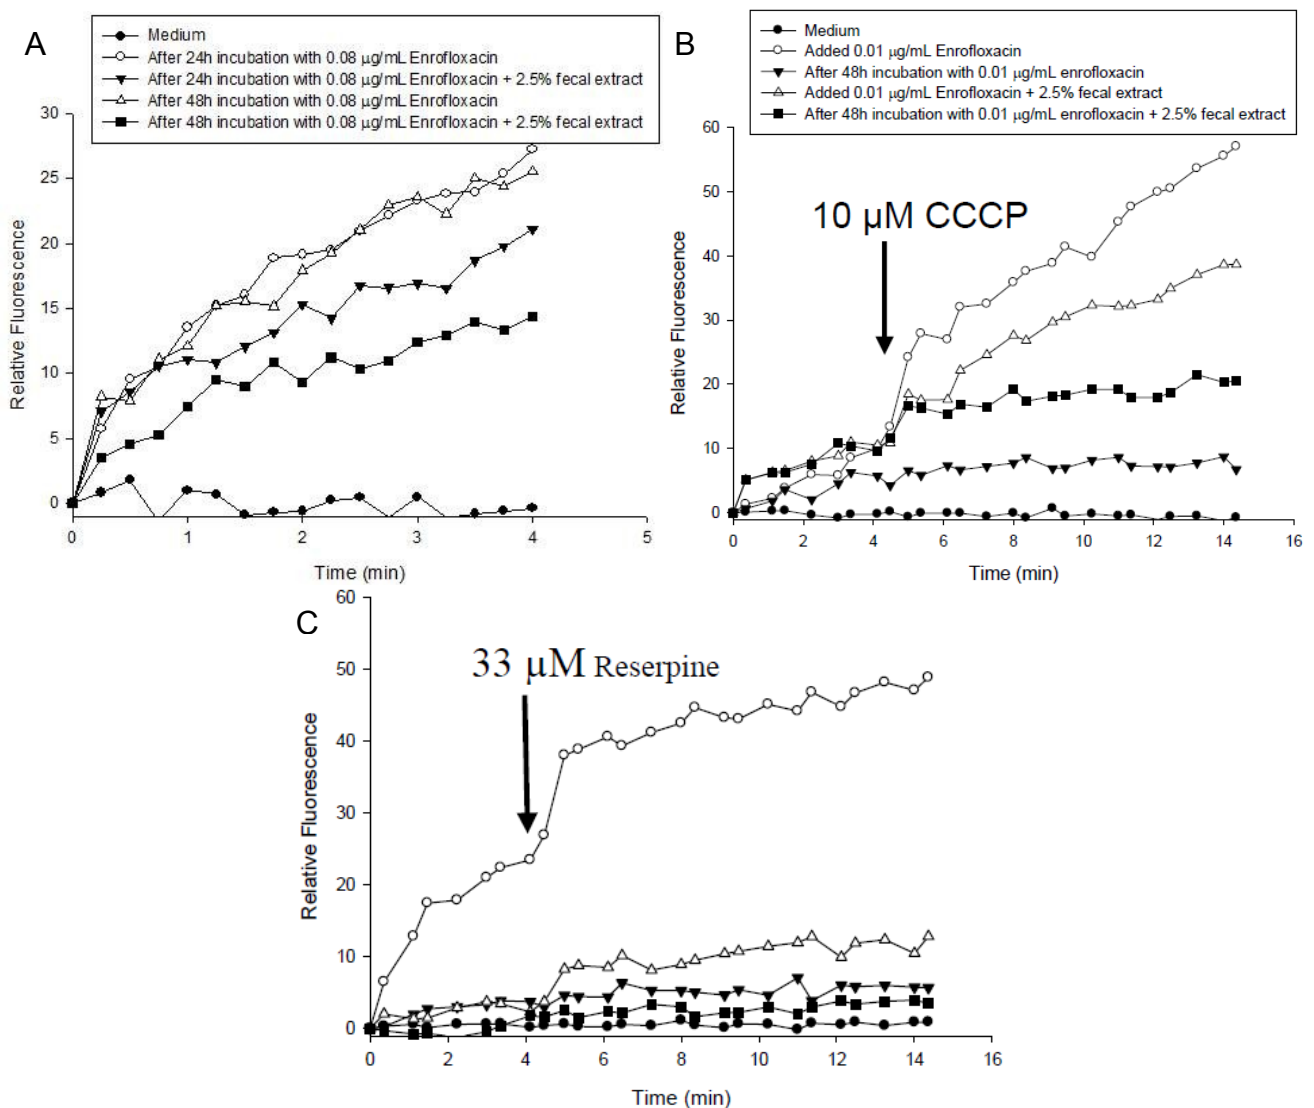 A
Medium
After 24h incubation with 0.08 µg/mL Enrofloxacin
After 24h incubation with 0.08 µg/mL Enrofloxacin + 2.5% fecal extract
After 48h incubation with 0.08 µg/mL Enrofloxacin
After 48h incubation with 0.08 µg/mL Enrofloxacin + 2.5% fecal extract
30
25
20
15
10
5
0
Relative Fluorescence
0 1 2 3 4 5
Time (min)
B
Medium
Added 0.01 µg/mL Enrofloxacin
After 48h incubation with 0.01 µg/mL enrofloxacin
Added 0.01 µg/mL Enrofloxacin + 2.5% fecal extract
After 48h incubation with 0.01 µg/mL enrofloxacin + 2.5% fecal extract
60
50
40
30
20
10
0
Relative Fluorescence
10 µM CCCP
0 2 4 6 8 10 12 14 16
Time (min)
C
60
50
40
30
20
10
0
Relative Fluorescence
33 µM Reserpine
0 2 4 6 8 10 12 14 16
Time (min)